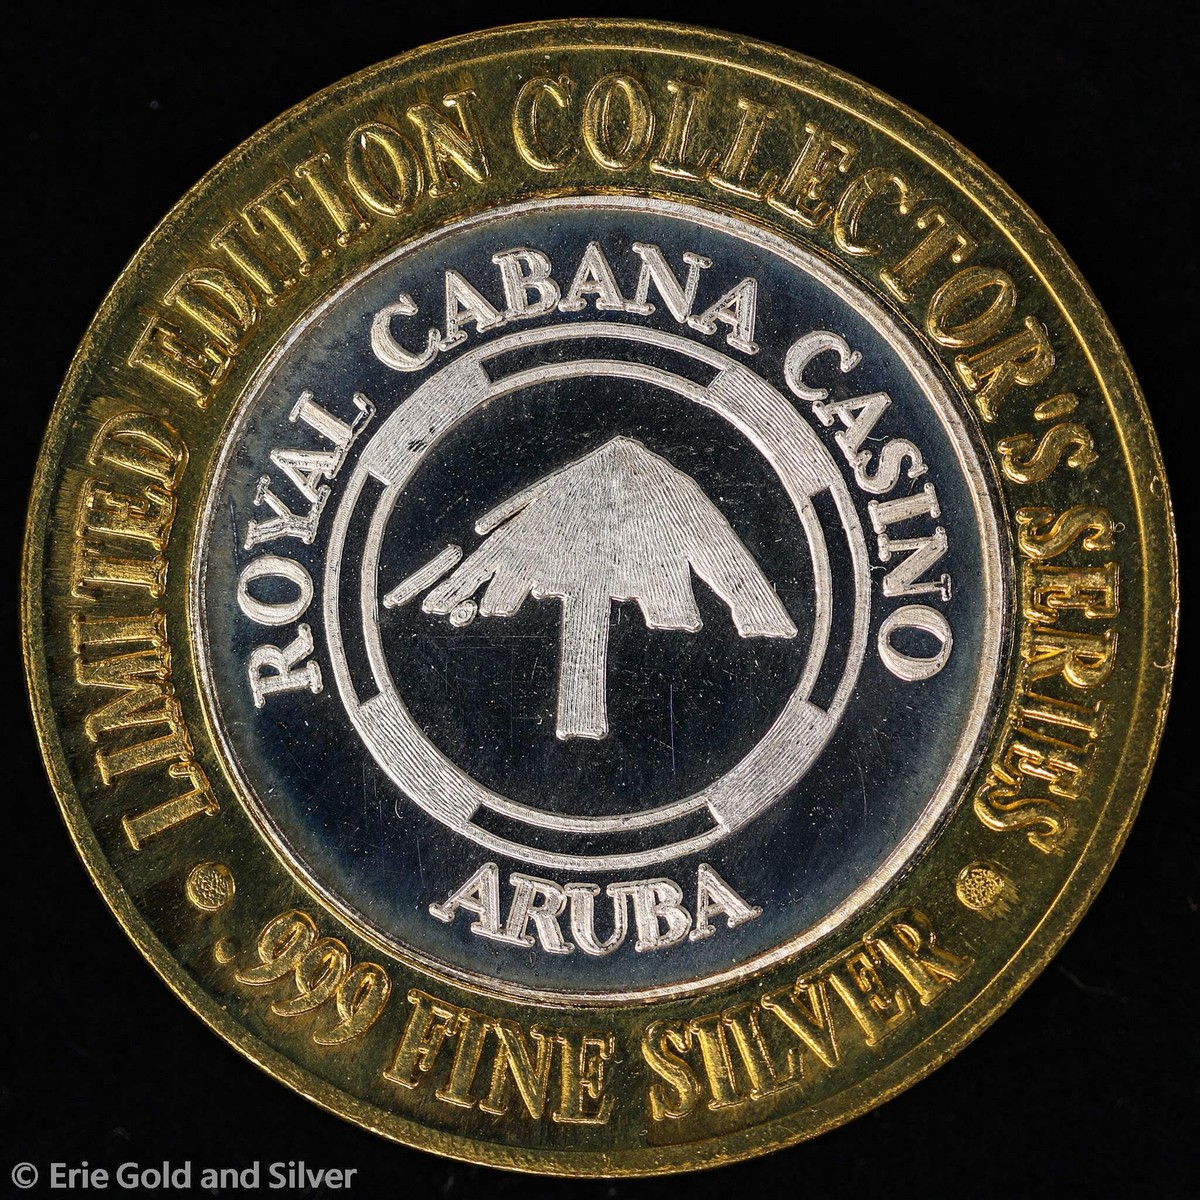 LIMITED EDITION COLLECTOR'S SERIES
ROYAL CABANA CASINO
ARUBA
.999 FINE SILVER
© Erie Gold and Silver